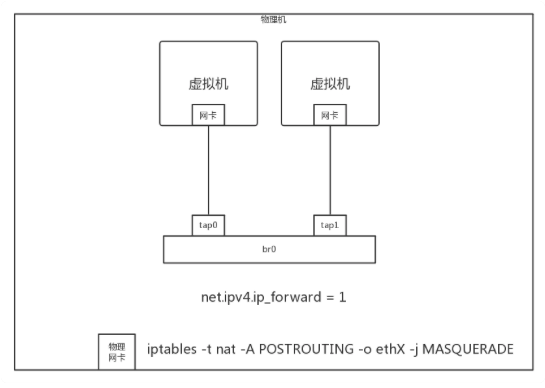 物理机
虚拟机
虚拟机
网卡
网卡
tap0
tap1
br0
net.ipv4.ip_forward = 1
物理
网卡
iptables -t nat -A POSTROUTING -o ethX -j MASQUERADE